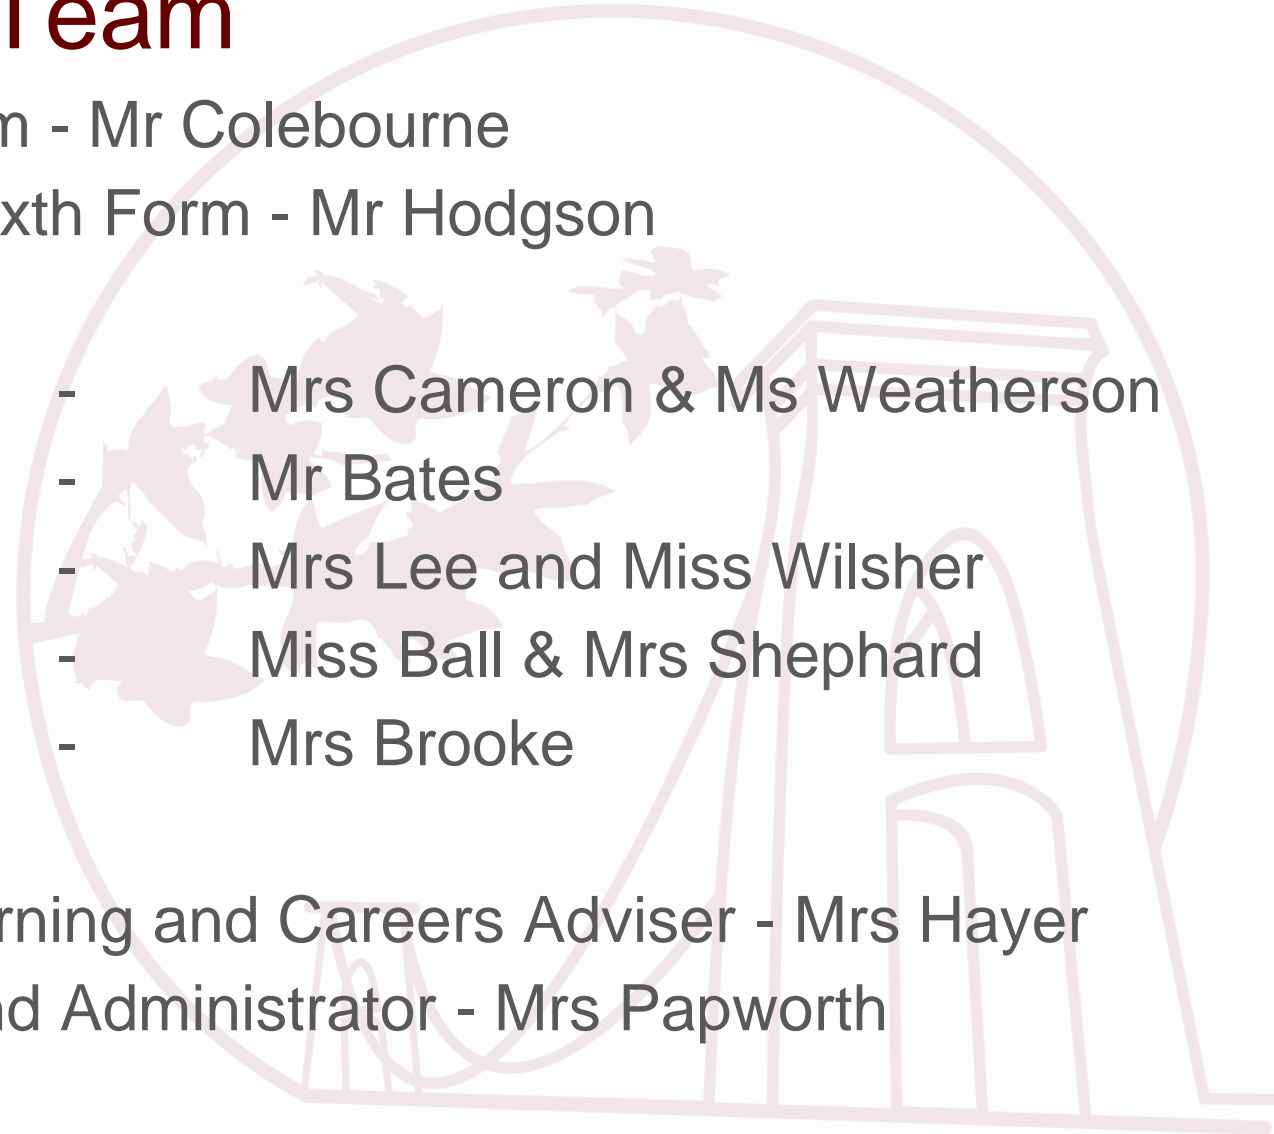 Team
m - Mr Colebourne
xth Form - Mr Hodgson
- Mrs Cameron & Ms Weatherson
- Mr Bates
- Mrs Lee and Miss Wilsher
- Miss Ball & Mrs Shephard
- Mrs Brooke
rning and Careers Adviser - Mrs Hayer
nd Administrator - Mrs Papworth